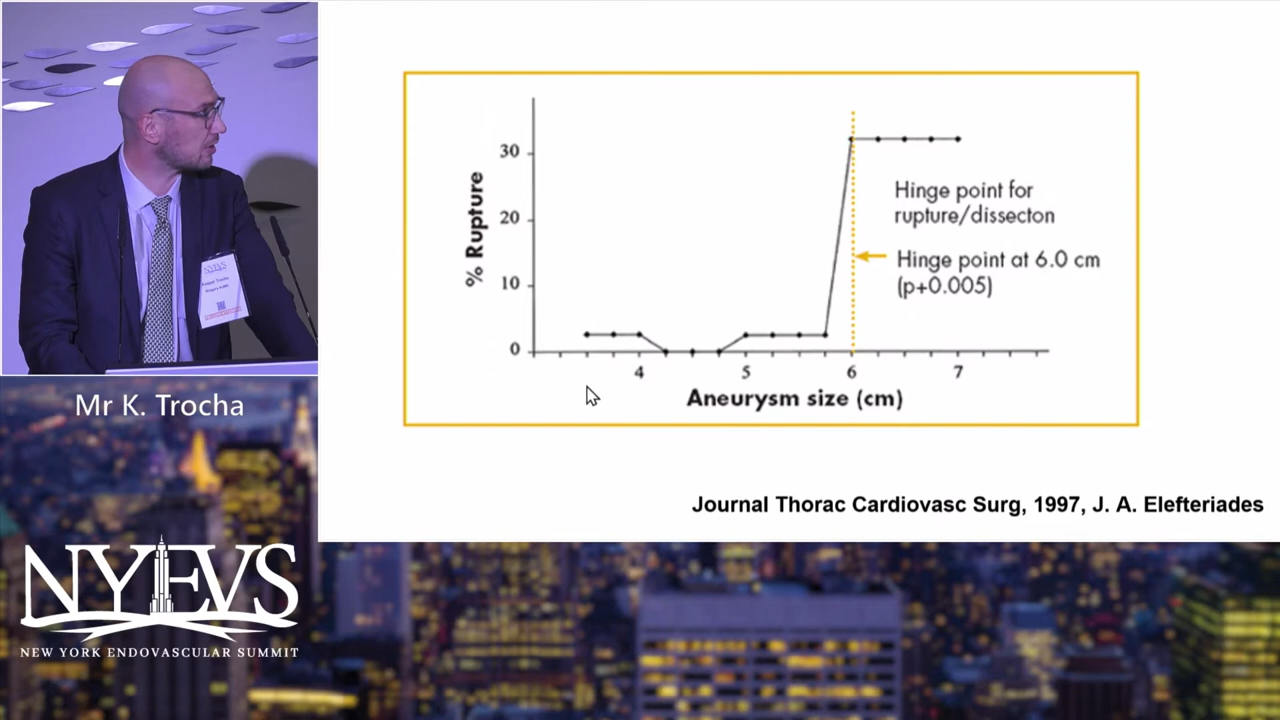 30
20
10
0
% Rupture
4 5 6 7
Aneurysm size (cm)
Hinge point for
rupture/dissecton
Hinge point at 6.0 cm
(p+0.005)
Journal Thorac Cardiovasc Surg, 1997, J. A. Elefteriades
NYEVS
Mr K. Trocha
NYEVS
NEW YORK ENDOVASCULAR SUMMIT